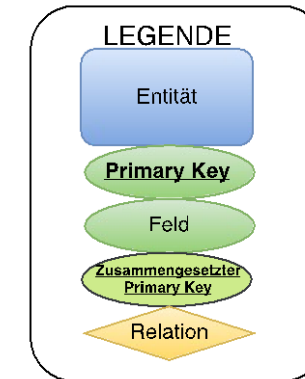 LEGENDE
Entität
Primary Key
Feld
Zusammengesetzter
Primary Key
Relation